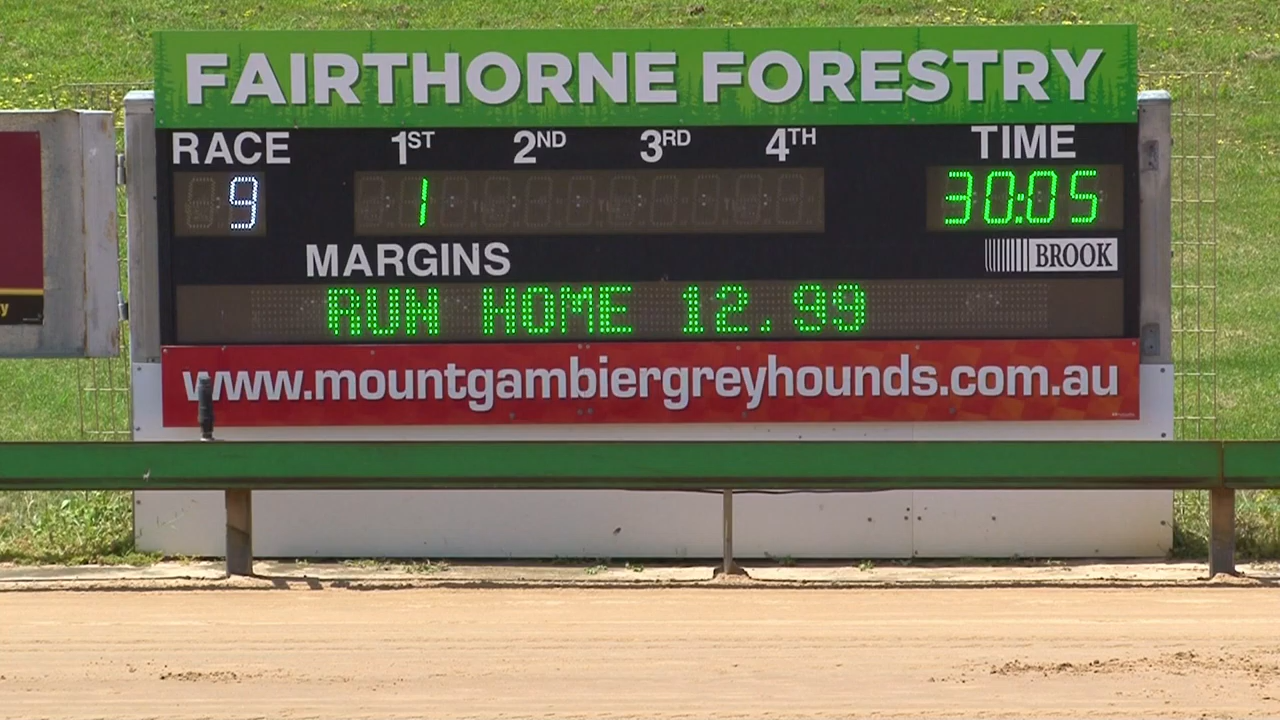 FAIRTHORNE FORESTRY
RACE 1ST 2ND 3RD 4TH TIME
9 1 30:05
MARGINS BROOK
RUN HOME 12.99
www.mountgambiergreyhounds.com.au